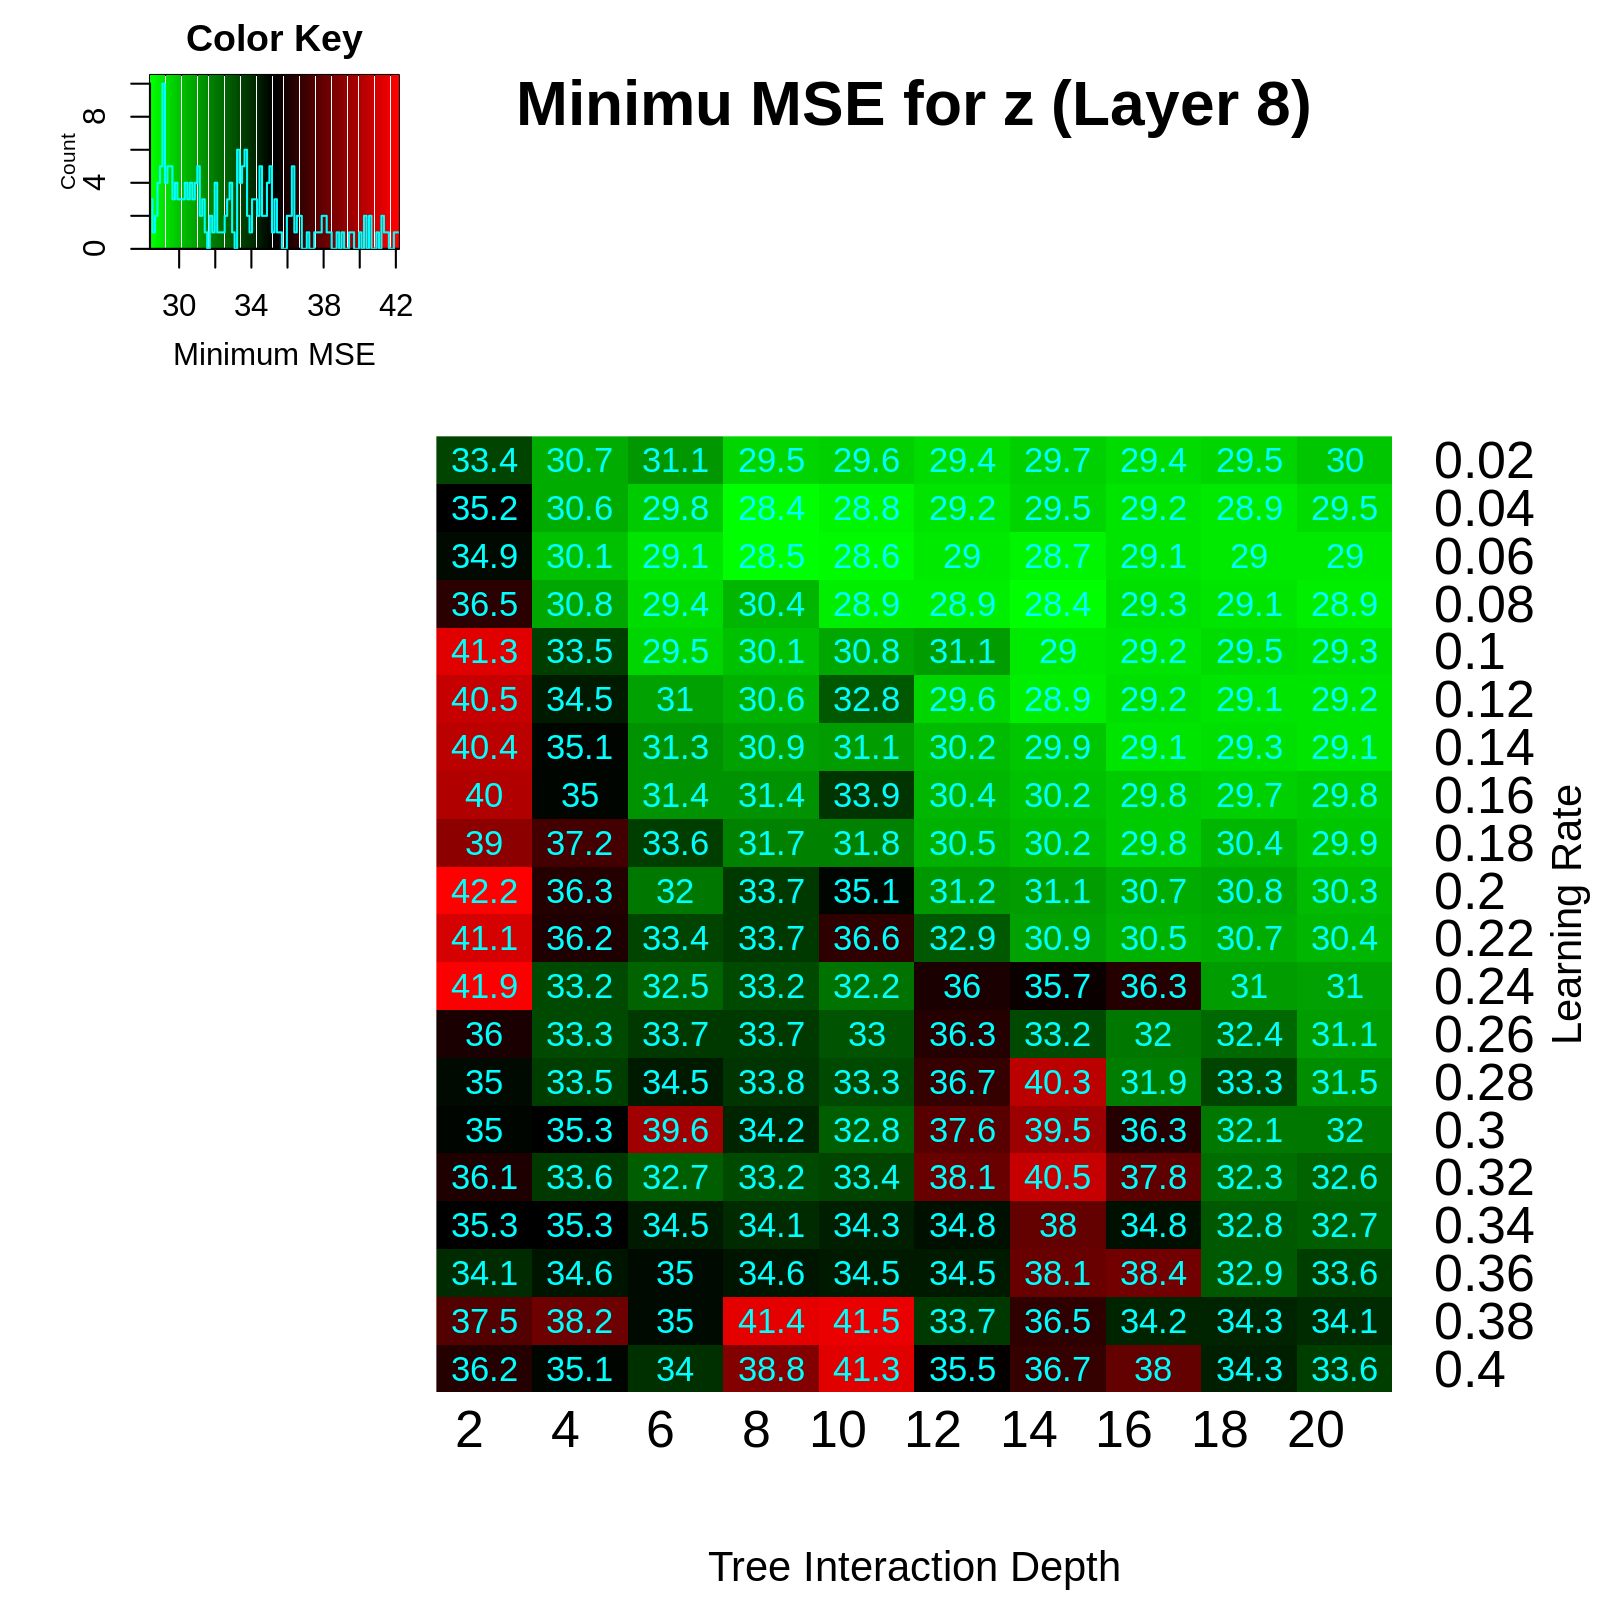 Color Key
Minimu MSE for z (Layer 8)
Count
0 4 8
30 34 38 42
Minimum MSE
33.4 30.7 31.1 29.5 29.6 29.4 29.7 29.4 29.5 30 0.02
35.2 30.6 29.8 28.4 28.8 29.2 29.5 29.2 28.9 29.5 0.04
34.9 30.1 29.1 28.5 28.6 29 28.7 29.1 29 29 0.06
36.5 30.8 29.4 30.4 28.9 28.9 28.4 29.3 29.1 28.9 0.08
41.3 33.5 29.5 30.1 30.8 31.1 29 29.2 29.5 29.3 0.1
40.5 34.5 31 30.6 32.8 29.6 28.9 29.2 29.1 29.2 0.12
40.4 35.1 31.3 30.9 31.1 30.2 29.9 29.1 29.3 29.1 0.14
40 35 31.4 31.4 33.9 30.4 30.2 29.8 29.7 29.8 0.16
39 37.2 33.6 31.7 31.8 30.5 30.2 29.8 30.4 29.9 0.18
42.2 36.3 32 33.7 35.1 31.2 31.1 30.7 30.8 30.3 0.2
41.1 36.2 33.4 33.7 36.6 32.9 30.9 30.5 30.7 30.4 0.22
41.9 33.2 32.5 33.2 32.2 36 35.7 36.3 31 31 0.24
36 33.3 33.7 33.7 33 36.3 33.2 32 32.4 31.1 0.26
35 33.5 34.5 33.8 33.3 36.7 40.3 31.9 33.3 31.5 0.28
35 35.3 39.6 34.2 32.8 37.6 39.5 36.3 32.1 32 0.3
36.1 33.6 32.7 33.2 33.4 38.1 40.5 37.8 32.3 32.6 0.32
35.3 35.3 34.5 34.1 34.3 34.8 38 34.8 32.8 32.7 0.34
34.1 34.6 35 34.6 34.5 34.5 38.1 38.4 32.9 33.6 0.36
37.5 38.2 35 41.4 41.5 33.7 36.5 34.2 34.3 34.1 0.38
36.2 35.1 34 38.8 41.3 35.5 36.7 38 34.3 33.6 0.4
Learning Rate
2 4 6 8 10 12 14 16 18 20
Tree Interaction Depth